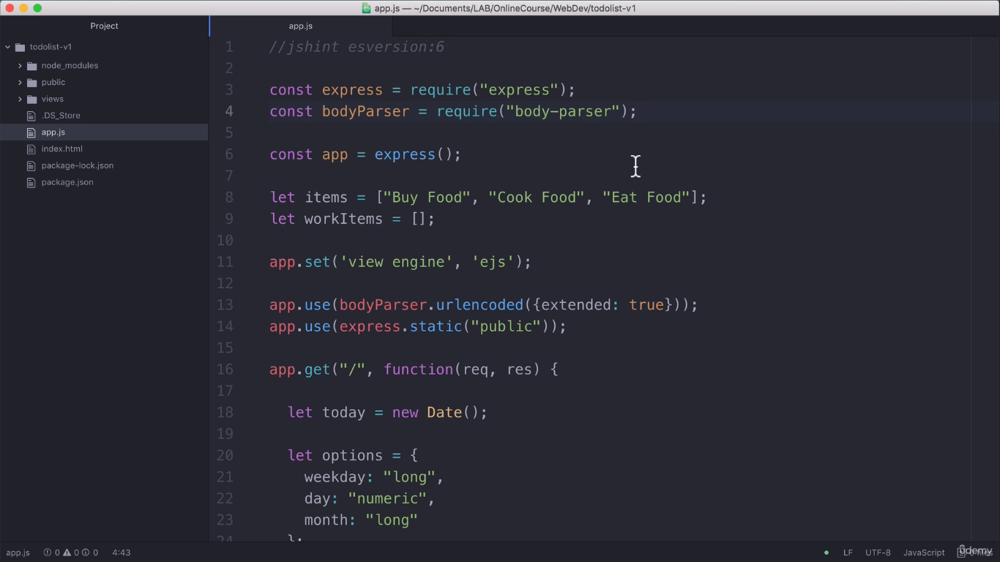 app.js — ~/Documents/LAB/OnlineCourse/WebDev/todolist-v1
Project
app.js
todolist-v1
node_modules
public
views
.DS_Store
app.js
index.html
package-lock.json
package.json
1 //jshint esversion:6
2
3 const express = require("express");
4 const bodyParser = require("body-parser");
5
6 const app = express();
7
8 let items = ["Buy Food", "Cook Food", "Eat Food"];
9 let workItems = [];
10
11 app.set('view engine', 'ejs');
12
13 app.use(bodyParser.urlencoded({extended: true}));
14 app.use(express.static("public"));
15
16 app.get("/", function(req, res) {
17
18 let today = new Date();
19
20 let options = {
21 weekday: "long",
22 day: "numeric",
23 month: "long"
24 };
app.js 0 0 0 4:43 LF UTF-8 JavaScript files
udemy